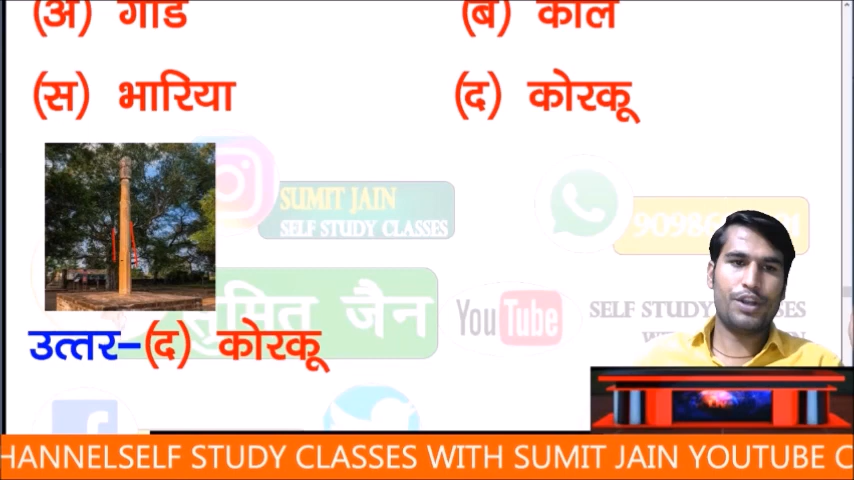 (अ) गोंड (ब) कोल
(स) भारिया (द) कोरकू
SUMIT JAIN
SELF STUDY CLASSES
सुमित जैन
YouTube
SELF STUDY
उत्तर–(द) कोरकू
HANNELSELF STUDY CLASSES WITH SUMIT JAIN YOUTUBE C